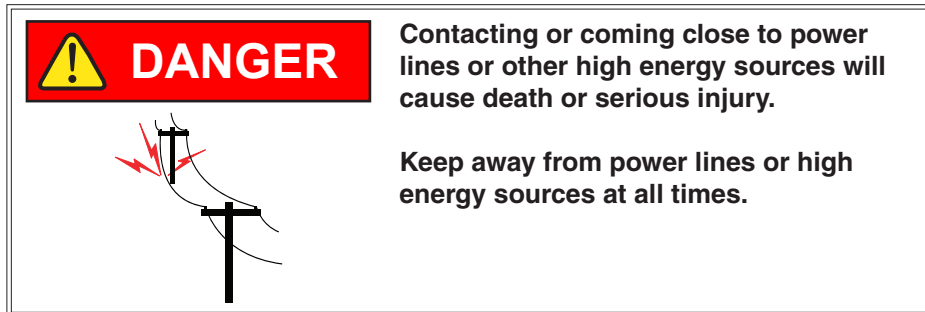 DANGER
Contacting or coming close to power
lines or other high energy sources will
cause death or serious injury.
Keep away from power lines or high
energy sources at all times.